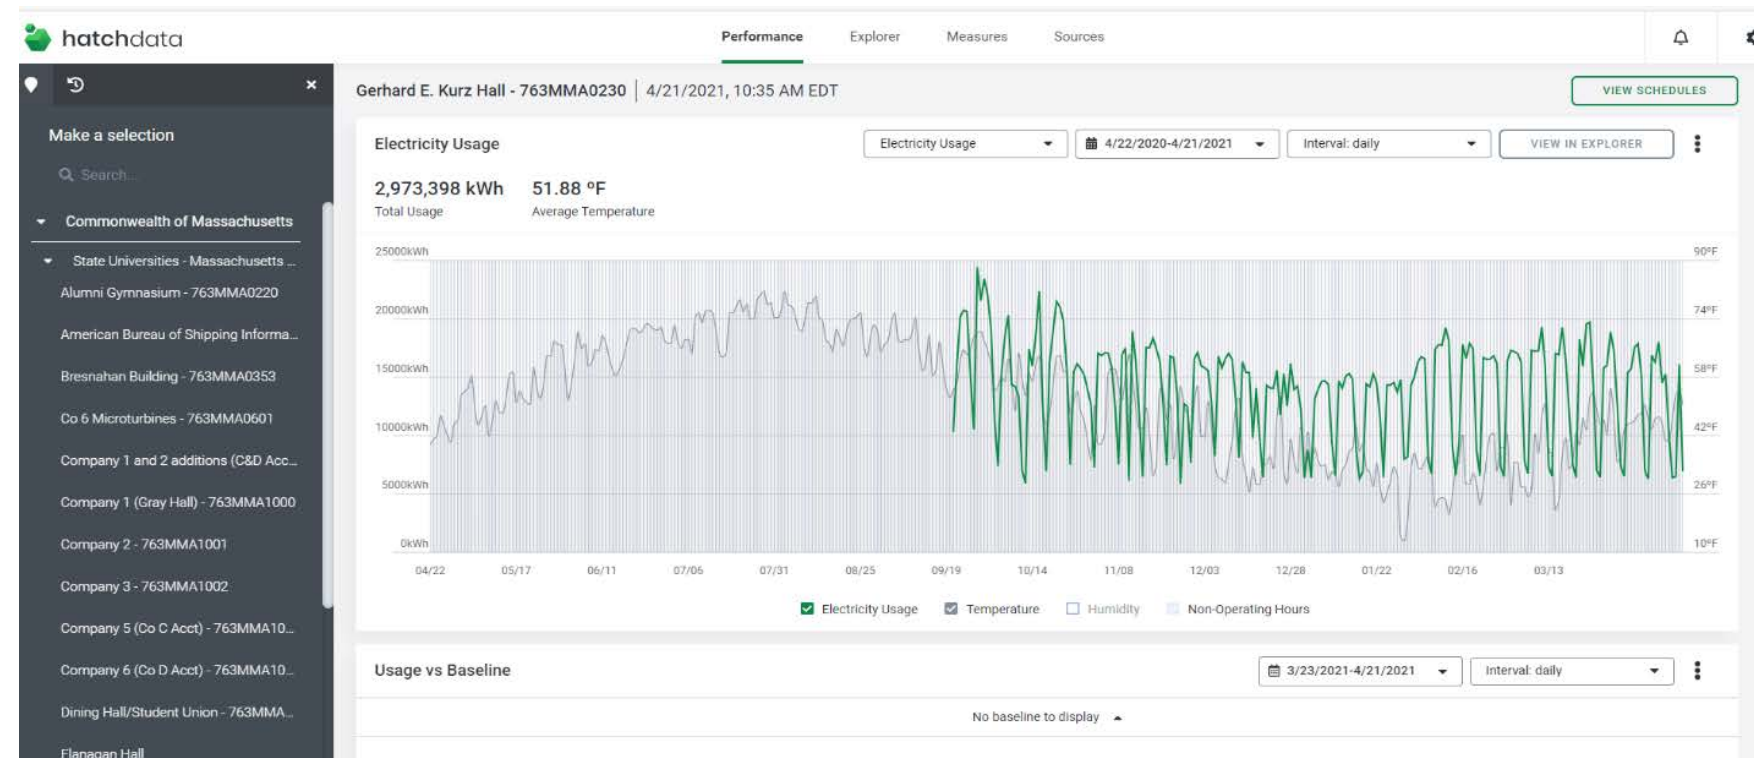 hatchdata
Performance
Explorer
Measures
Sources
Gerhard E. Kurz Hall - 763MMA0230 | 4/21/2021, 10:35 AM EDT
VIEW SCHEDULES
Make a selection
Search...
Commonwealth of Massachusetts
State Universities - Massachusetts ...
Alumni Gymnasium - 763MMA0220
American Bureau of Shipping Informa...
Bresnahan Building - 763MMA0353
Co 6 Microturbines - 763MMA0601
Company 1 and 2 additions (C&D Acc...
Company 1 (Gray Hall) - 763MMA1000
Company 2 - 763MMA1001
Company 3 - 763MMA1002
Company 5 (Co C Acct) - 763MMA10...
Company 6 (Co D Acct) - 763MMA10...
Dining Hall/Student Union - 763MMA...
Flanagan Hall
Electricity Usage
Electricity Usage
4/22/2020-4/21/2021
Interval: daily
VIEW IN EXPLORER
2,973,398 kWh
Total Usage
51.88 ºF
Average Temperature
25000kWh
20000kWh
15000kWh
10000kWh
5000kWh
0kWh
90ºF
74ºF
58ºF
42ºF
26ºF
10ºF
04/22
05/17
06/11
07/06
07/31
08/25
09/19
10/14
11/08
12/03
12/28
01/22
02/16
03/13
Electricity Usage
Temperature
Humidity
Non-Operating Hours
Usage vs Baseline
3/23/2021-4/21/2021
Interval: daily
No baseline to display